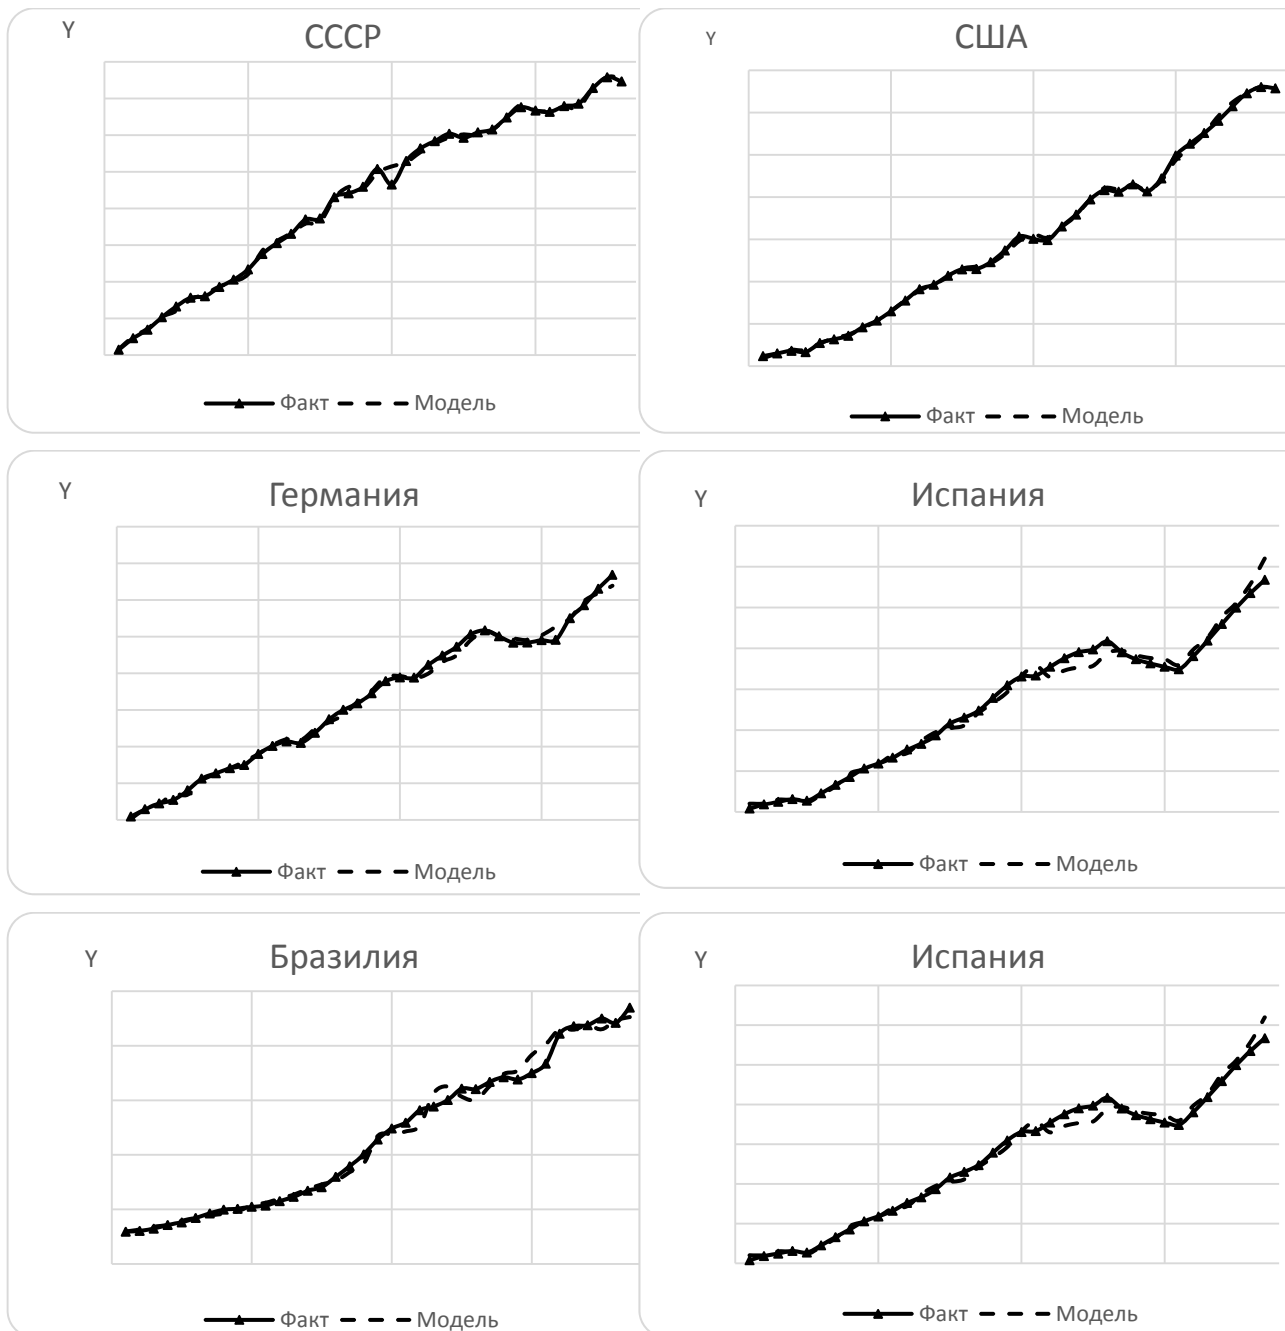 Y
СССР
Факт Модель
Y
США
Факт Модель
Y
Германия
Факт Модель
Y
Испания
Факт Модель
Y
Бразилия
Факт Модель
Y
Испания
Факт Модель